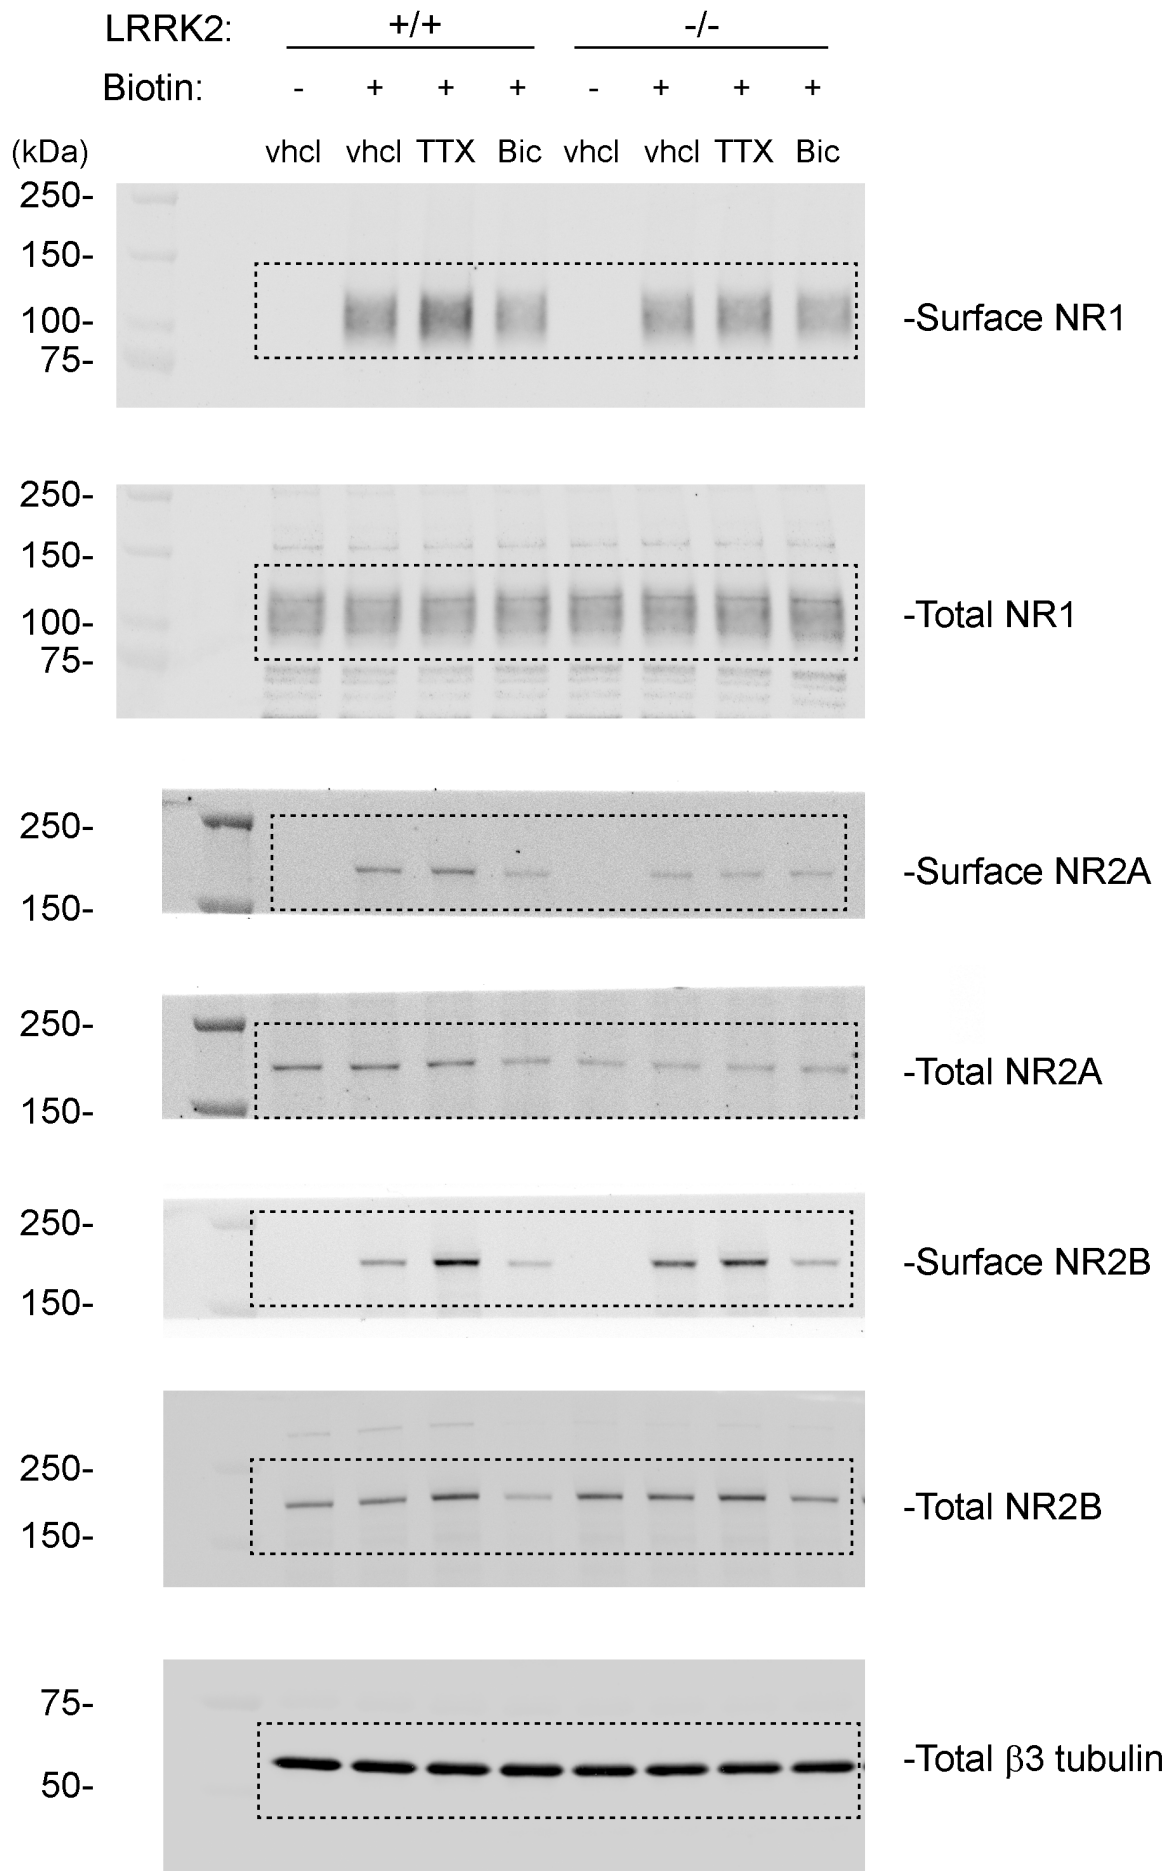 LRRK2: +/+ -/-
Biotin: - + + + - + + +
(kDa) vhcl vhcl TTX Bic vhcl vhcl TTX Bic
250-
150-
100- -Surface NR1
75-
250-
150-
100- -Total NR1
75-
250-
-Surface NR2A
150-
250-
-Total NR2A
150-
250-
-Surface NR2B
150-
250-
-Total NR2B
150-
75-
-Total β3 tubulin
50-